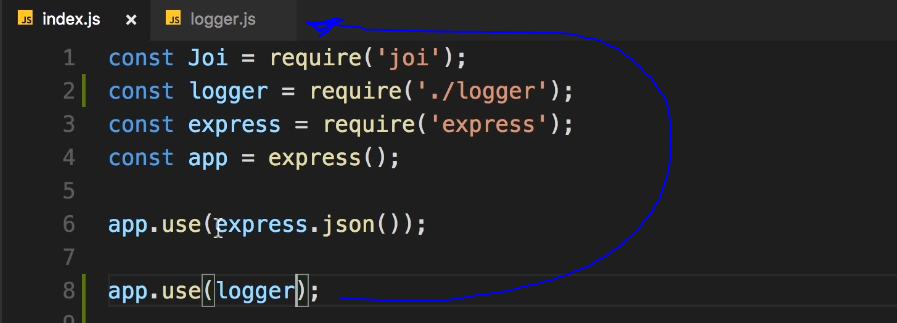 JS index.js × JS logger.js
1 const Joi = require('joi');
2 const logger = require('./logger');
3 const express = require('express');
4 const app = express();
5
6 app.use(express.json());
7
8 app.use(logger);
9